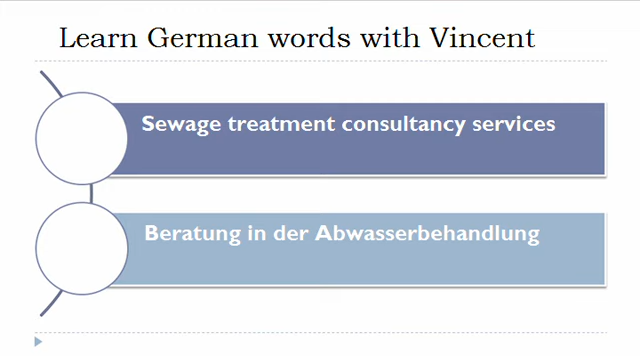 Learn German words with Vincent
Sewage treatment consultancy services
Beratung in der Abwasserbehandlung